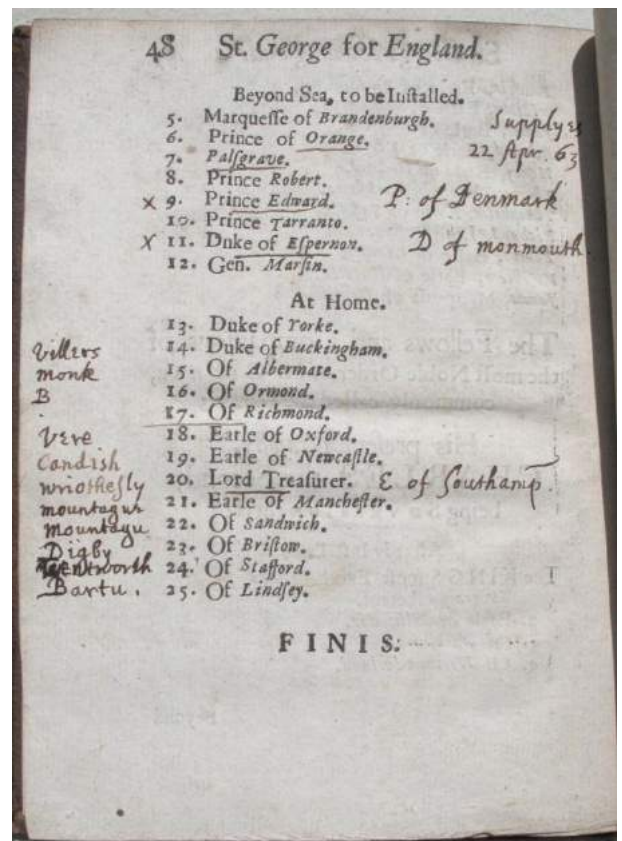 48 St. George for England.
Beyond Sea, to be Inſtalled.
5. Marqueſſe of Brandenburgh. Supplyes
6. Prince of Orange. 22 Apr. 63
7. Palſgrave.
8. Prince Robert.
x 9. Prince Edward. P: of Denmark
10. Prince Tarranto.
x 11. Duke of Eſpernon. D of monmouth.
12. Gen. Marſin.
At Home.
13. Duke of Yorke.
Villers 14. Duke of Buckingham.
monk 15. Of Albermate.
B 16. Of Ormond.
17. Of Richmond.
Vere 18. Earle of Oxford.
Candish 19. Earle of Newcaſtle.
wriothesly 20. Lord Treaſurer. E of Southamp.
mountague 21. Earle of Mancheſter.
Mountagu 22. Of Sandwich.
Digby 23. Of Briſtow.
Wentworth 24. Of Stafford.
Bartu. 25. Of Lindſey.
FINIS.